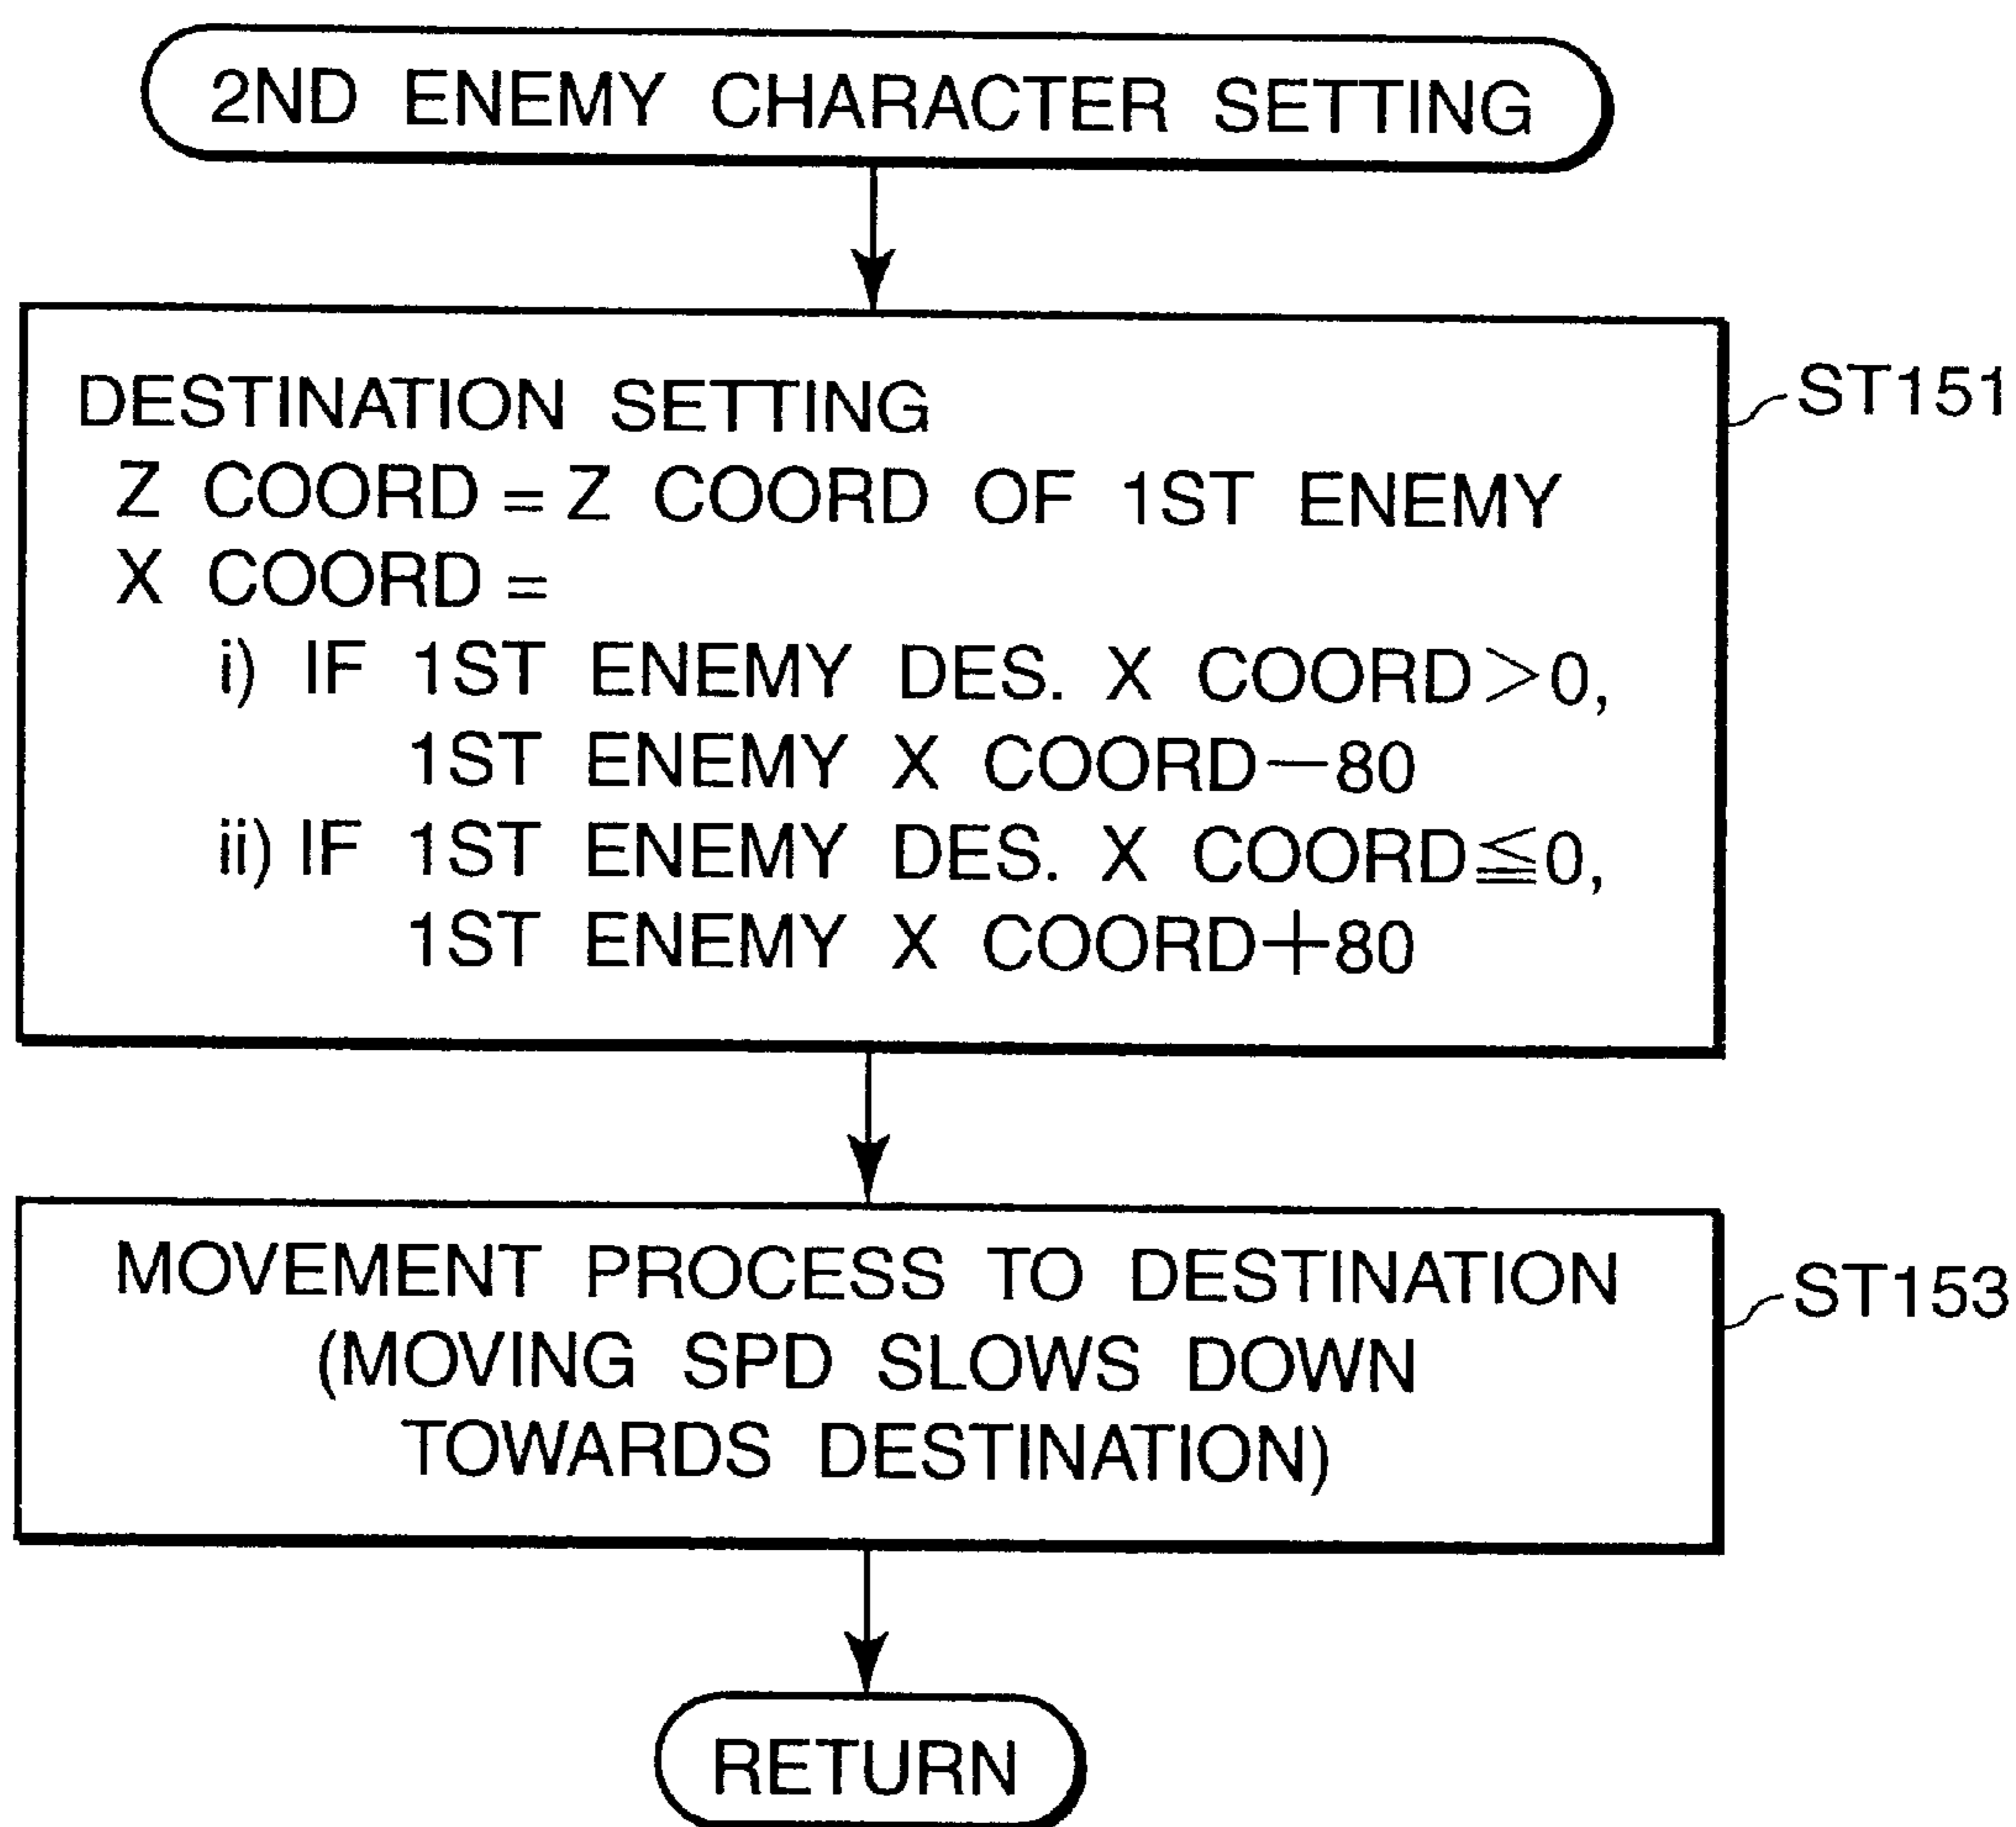 2ND ENEMY CHARACTER SETTING
DESTINATION SETTING
Z COORD = Z COORD OF 1ST ENEMY
X COORD =
i) IF 1ST ENEMY DES. X COORD>0,
1ST ENEMY X COORD−80
ii) IF 1ST ENEMY DES. X COORD≦0,
1ST ENEMY X COORD+80
ST151
MOVEMENT PROCESS TO DESTINATION
(MOVING SPD SLOWS DOWN
TOWARDS DESTINATION)
ST153
RETURN